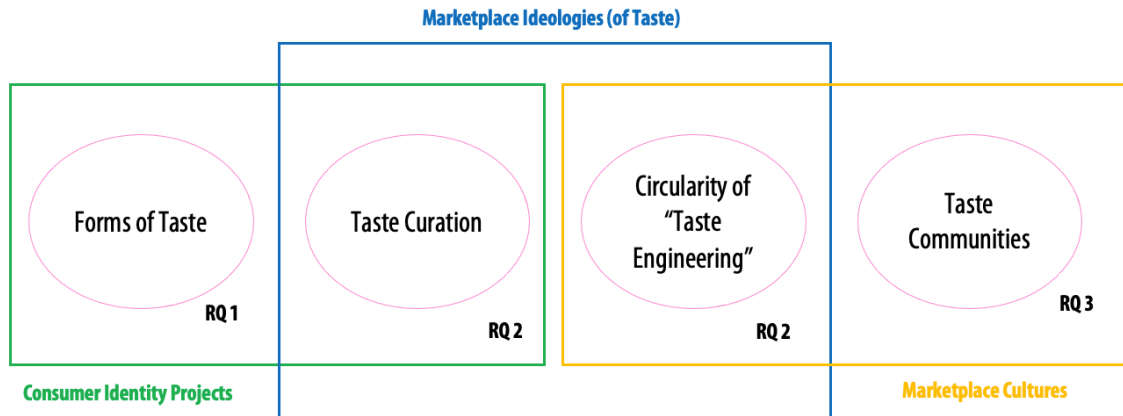 Marketplace Ideologies (of Taste)
Forms of Taste
RQ 1
Taste Curation
RQ 2
Circularity of
“Taste
Engineering”
RQ 2
Taste
Communities
RQ 3
Consumer Identity Projects
Marketplace Cultures